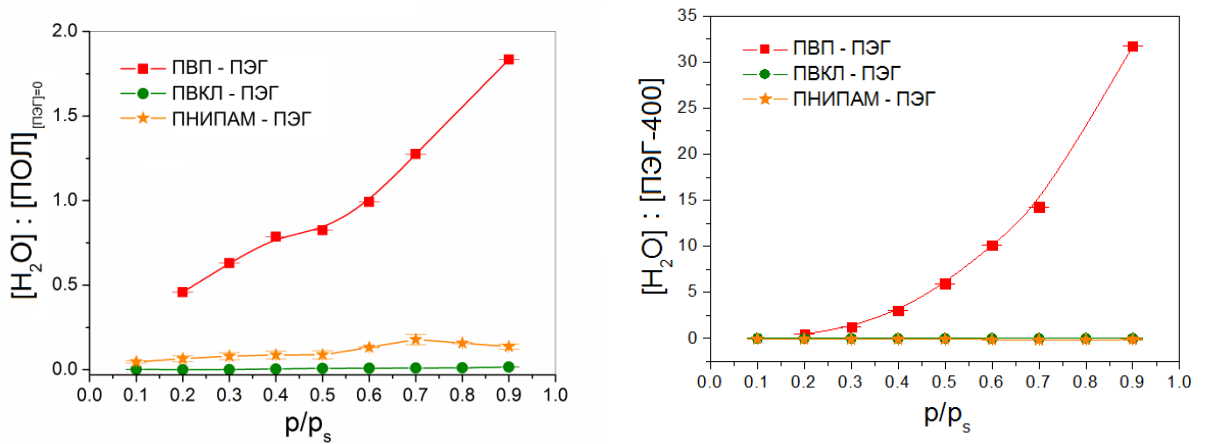 [H₂O] : [ПОЛ][ПЭГ]=0
2.0
1.5
1.0
0.5
0.0
ПВП - ПЭГ
ПВКЛ - ПЭГ
ПНИПАМ - ПЭГ
0.0 0.1 0.2 0.3 0.4 0.5 0.6 0.7 0.8 0.9 1.0
p/pₛ
[H₂O] : [ПЭГ-400]
35
30
25
20
15
10
5
0
ПВП - ПЭГ
ПВКЛ - ПЭГ
ПНИПАМ - ПЭГ
0.0 0.1 0.2 0.3 0.4 0.5 0.6 0.7 0.8 0.9 1.0
p/pₛ